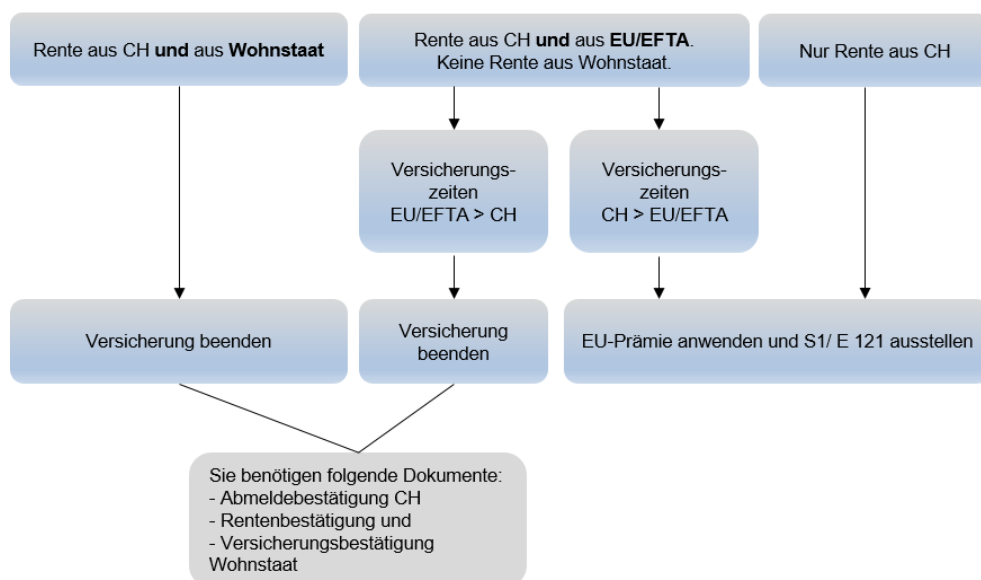 Rente aus CH und aus Wohnstaat
Rente aus CH und aus EU/EFTA.
Keine Rente aus Wohnstaat.
Nur Rente aus CH
Versicherungs-
zeiten
EU/EFTA > CH
Versicherungs-
zeiten
CH > EU/EFTA
Versicherung beenden
Versicherung
beenden
EU-Prämie anwenden und S1/ E 121 ausstellen
Sie benötigen folgende Dokumente:
- Abmeldebestätigung CH
- Rentenbestätigung und
- Versicherungsbestätigung
Wohnstaat